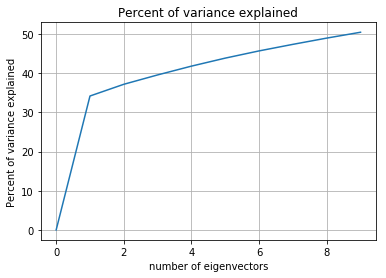 Percent of variance explained
Percent of variance explained
50
40
30
20
10
0
0 2 4 6 8
number of eigenvectors